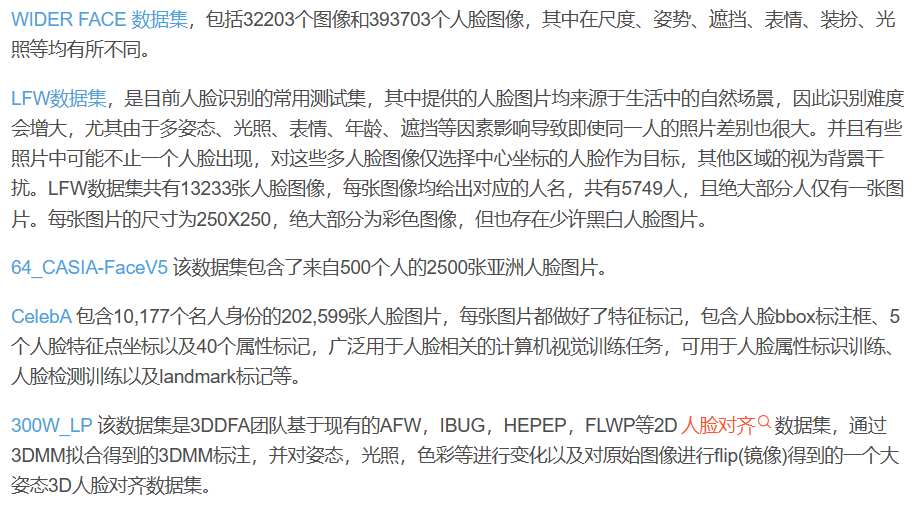 WIDER FACE 数据集，包括32203个图像和393703个人脸图像，其中在尺度、姿势、遮挡、表情、装扮、光
照等均有所不同。
LFW数据集，是目前人脸识别的常用测试集，其中提供的人脸图片均来源于生活中的自然场景，因此识别难度
会增大，尤其由于多姿态、光照、表情、年龄、遮挡等因素影响导致即使同一人的照片差别也很大。并且有些
照片中可能不止一个人脸出现，对这些多人脸图像仅选择中心坐标的人脸作为目标，其他区域的视为背景干
扰。LFW数据集共有13233张人脸图像，每张图像均给出对应的人名，共有5749人，且绝大部分人仅有一张图
片。每张图片的尺寸为250X250，绝大部分为彩色图像，但也存在少许黑白人脸图片。
64_CASIA-FaceV5 该数据集包含了来自500个人的2500张亚洲人脸图片。
CelebA 包含10,177个名人身份的202,599张人脸图片，每张图片都做好了特征标记，包含人脸bbox标注框、5
个人脸特征点坐标以及40个属性标记，广泛用于人脸相关的计算机视觉训练任务，可用于人脸属性标识训练、
人脸检测训练以及landmark标记等。
300W_LP 该数据集是3DDFA团队基于现有的AFW，IBUG，HEPEP，FLWP等2D 人脸对齐 数据集，通过
3DMM拟合得到的3DMM标注，并对姿态，光照，色彩等进行变化以及对原始图像进行flip(镜像)得到的一个大
姿态3D人脸对齐数据集。